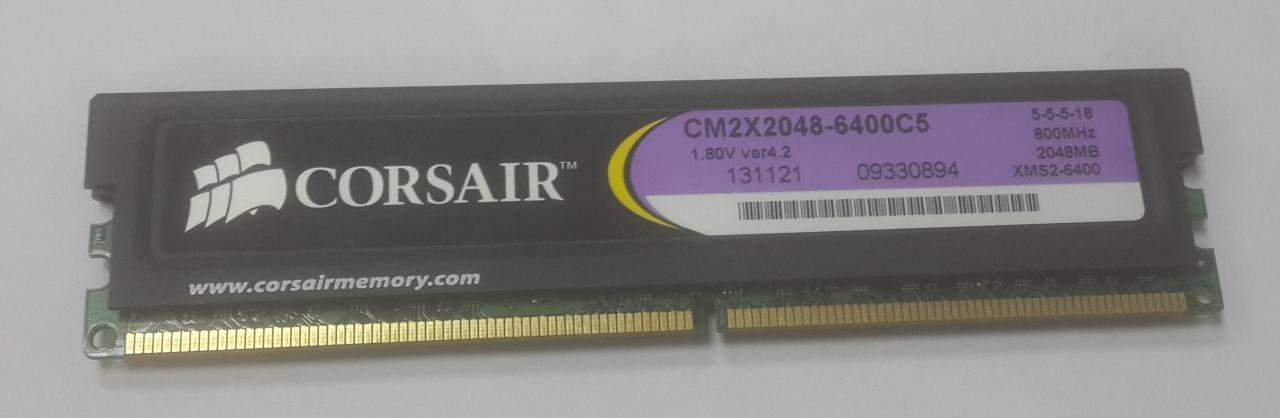 CORSAIR™
www.corsairmemory.com
CM2X2048-6400C5
1.80V ver4.2
131121 09330894
5-5-5-18
800MHz
2048MB
XMS2-6400